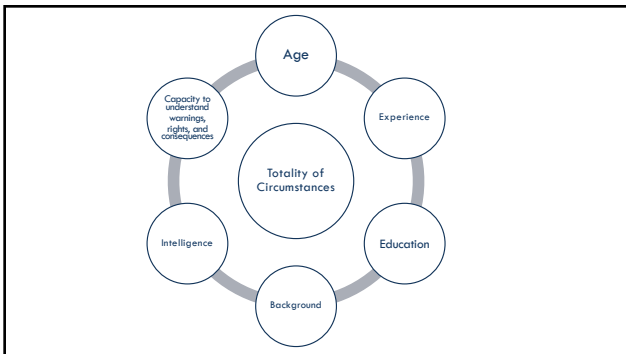 Age
Experience
Education
Background
Intelligence
Capacity to
understand
warnings,
rights, and
consequences
Totality of
Circumstances